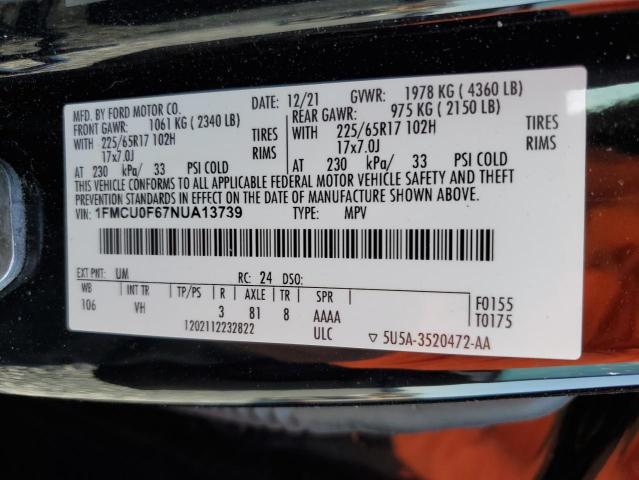 MFD. BY FORD MOTOR CO. DATE: 12/21 GVWR: 1978 KG ( 4360 LB)
FRONT GAWR: 1061 KG ( 2340 LB) REAR GAWR: 975 KG ( 2150 LB)
WITH 225/65R17 102H TIRES WITH 225/65R17 102H TIRES
17x7.0J RIMS 17x7.0J RIMS
AT 230 kPa/ 33 PSI COLD AT 230 kPa/ 33 PSI COLD
THIS VEHICLE CONFORMS TO ALL APPLICABLE FEDERAL MOTOR VEHICLE SAFETY AND THEFT
PREVENTION STANDARDS IN EFFECT ON THE DATE OF MANUFACTURE SHOWN ABOVE.
VIN: 1FMCU0F67NUA13739 TYPE: MPV
EXT PNT: UM RC: 24 DSO:
WB INT TR TP/PS R AXLE TR SPR
106 VH 3 81 8 AAAA
F0155
T0175
1202112232822 ULC ▽ 5U5A-3520472-AA